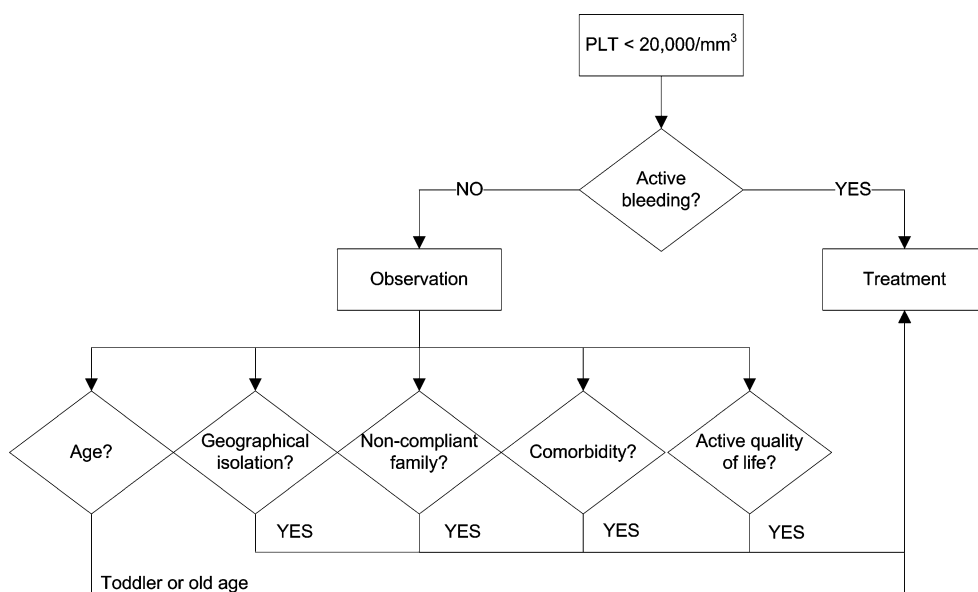 PLT < 20,000/mm³
Active
bleeding?
NO
YES
Observation
Treatment
Age?
Geographical
isolation?
Non-compliant
family?
Comorbidity?
Active quality
of life?
YES
YES
YES
YES
Toddler or old age